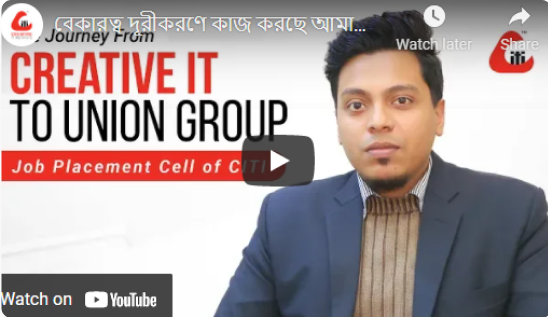 বেকারত্ব দূরীকরণে কাজ করছে আমা...
Watch later
Share
Journey From
CREATIVE IT
TO UNION GROUP
Job Placement Cell of CITI
Watch on YouTube